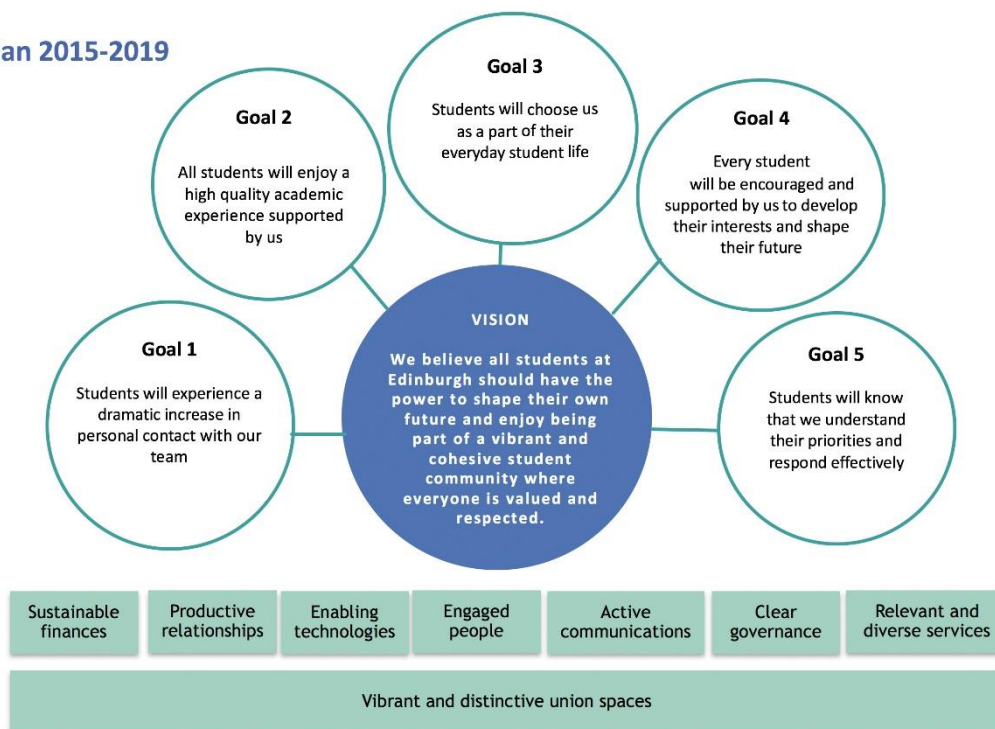 an 2015-2019
Goal 1
Students will experience a
dramatic increase in
personal contact with our
team
Goal 2
All students will enjoy a
high quality academic
experience supported
by us
Goal 3
Students will choose us
as a part of their
everyday student life
Goal 4
Every student
will be encouraged and
supported by us to develop
their interests and shape
their future
Goal 5
Students will know
that we understand
their priorities and
respond effectively
VISION
We believe all students at
Edinburgh should have the
power to shape their own
future and enjoy being
part of a vibrant and
cohesive student
community where
everyone is valued and
respected.
Sustainable
finances
Productive
relationships
Enabling
technologies
Engaged
people
Active
communications
Clear
governance
Relevant and
diverse services
Vibrant and distinctive union spaces